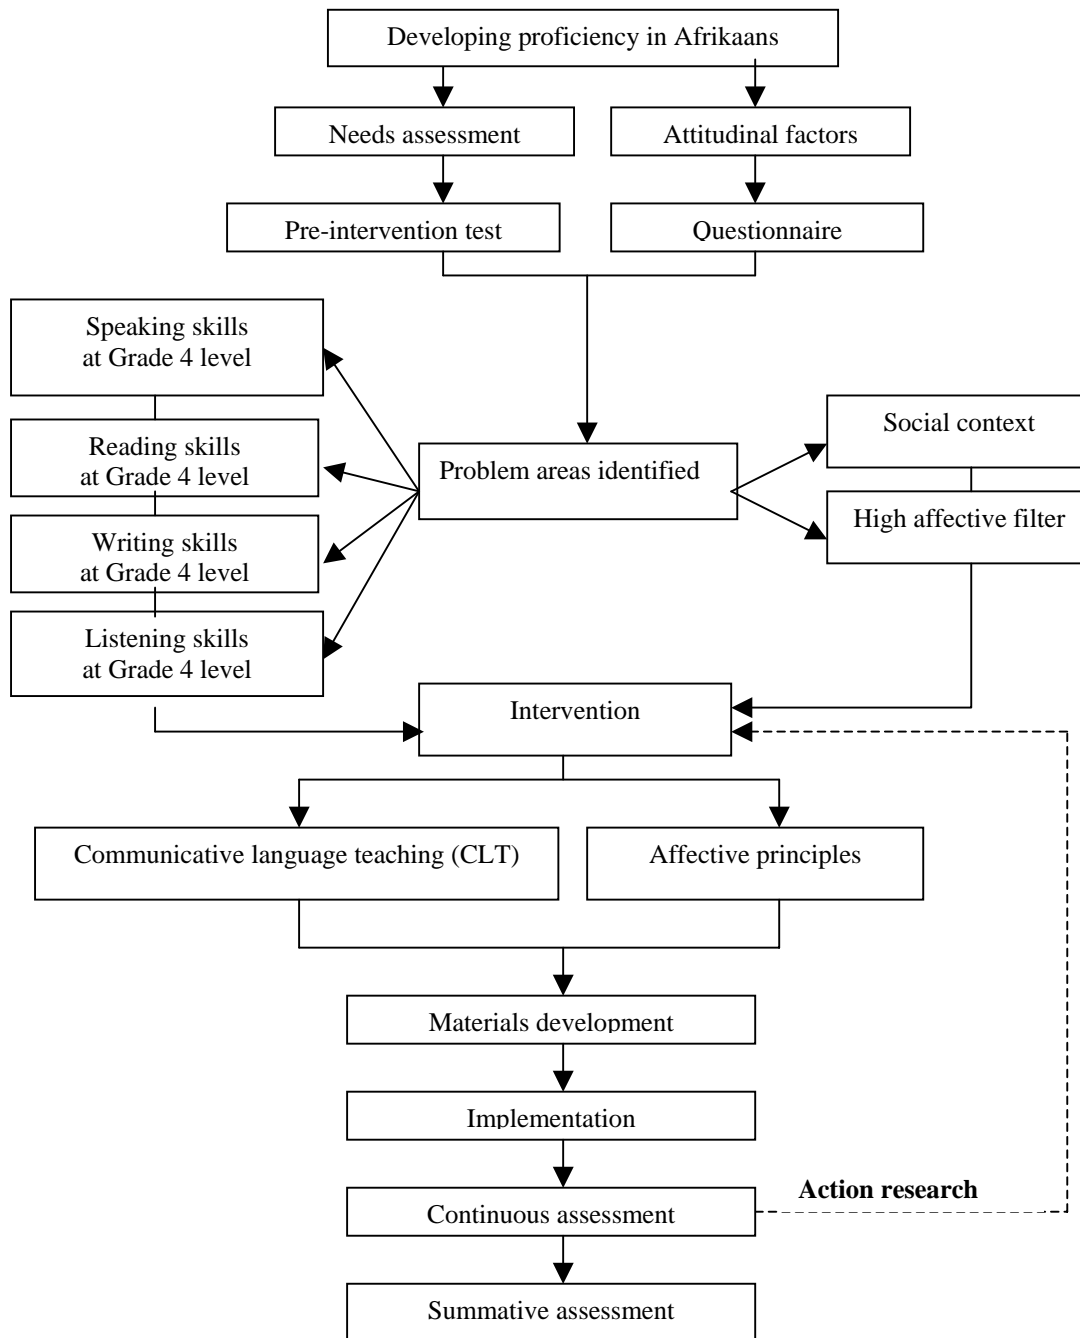 Developing proficiency in Afrikaans
Needs assessment
Attitudinal factors
Pre-intervention test
Questionnaire
Speaking skills
at Grade 4 level
Reading skills
at Grade 4 level
Writing skills
at Grade 4 level
Listening skills
at Grade 4 level
Problem areas identified
Social context
High affective filter
Intervention
Communicative language teaching (CLT)
Affective principles
Materials development
Implementation
Continuous assessment
Action research
Summative assessment